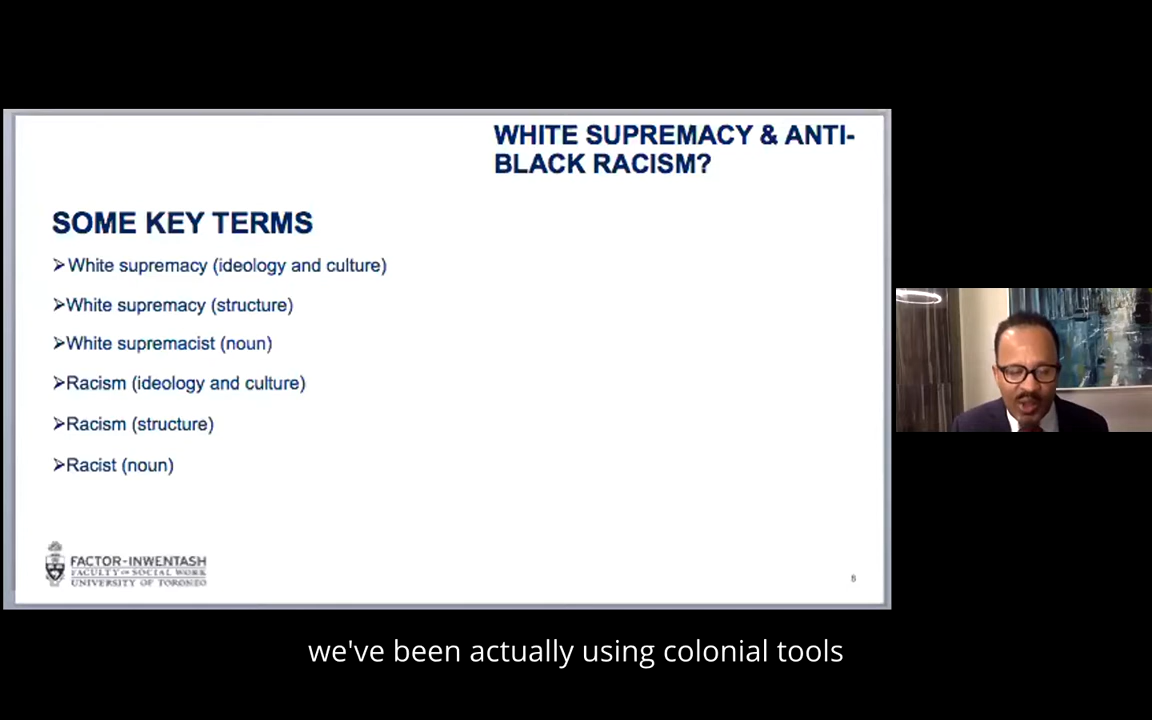 WHITE SUPREMACY & ANTI-
BLACK RACISM?
SOME KEY TERMS
➢White supremacy (ideology and culture)
➢White supremacy (structure)
➢White supremacist (noun)
➢Racism (ideology and culture)
➢Racism (structure)
➢Racist (noun)
FACTOR-INWENTASH
FACULTY OF SOCIAL WORK
UNIVERSITY OF TORONTO
we've been actually using colonial tools